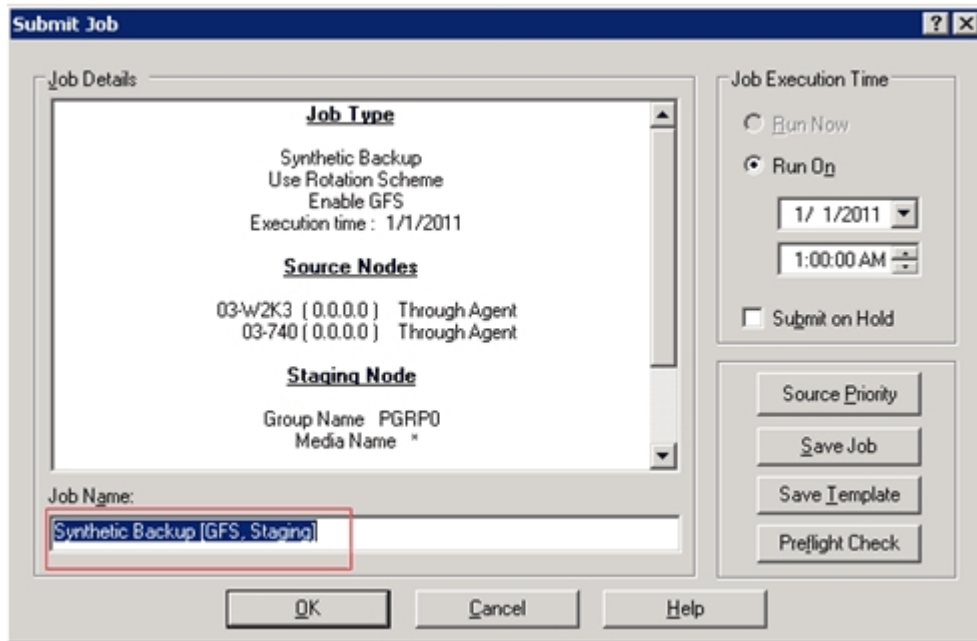 Submit Job
Job Details
Job Type
Synthetic Backup
Use Rotation Scheme
Enable GFS
Execution time : 1/1/2011
Source Nodes
03-W2K3 ( 0.0.0.0 ) Through Agent
03-740 ( 0.0.0.0 ) Through Agent
Staging Node
Group Name PGRP0
Media Name *
Job Name:
Synthetic Backup [GFS, Staging]
Job Execution Time
Run Now
Run On
1/ 1/2011
1:00:00 AM
Submit on Hold
Source Priority
Save Job
Save Template
Preflight Check
OK
Cancel
Help